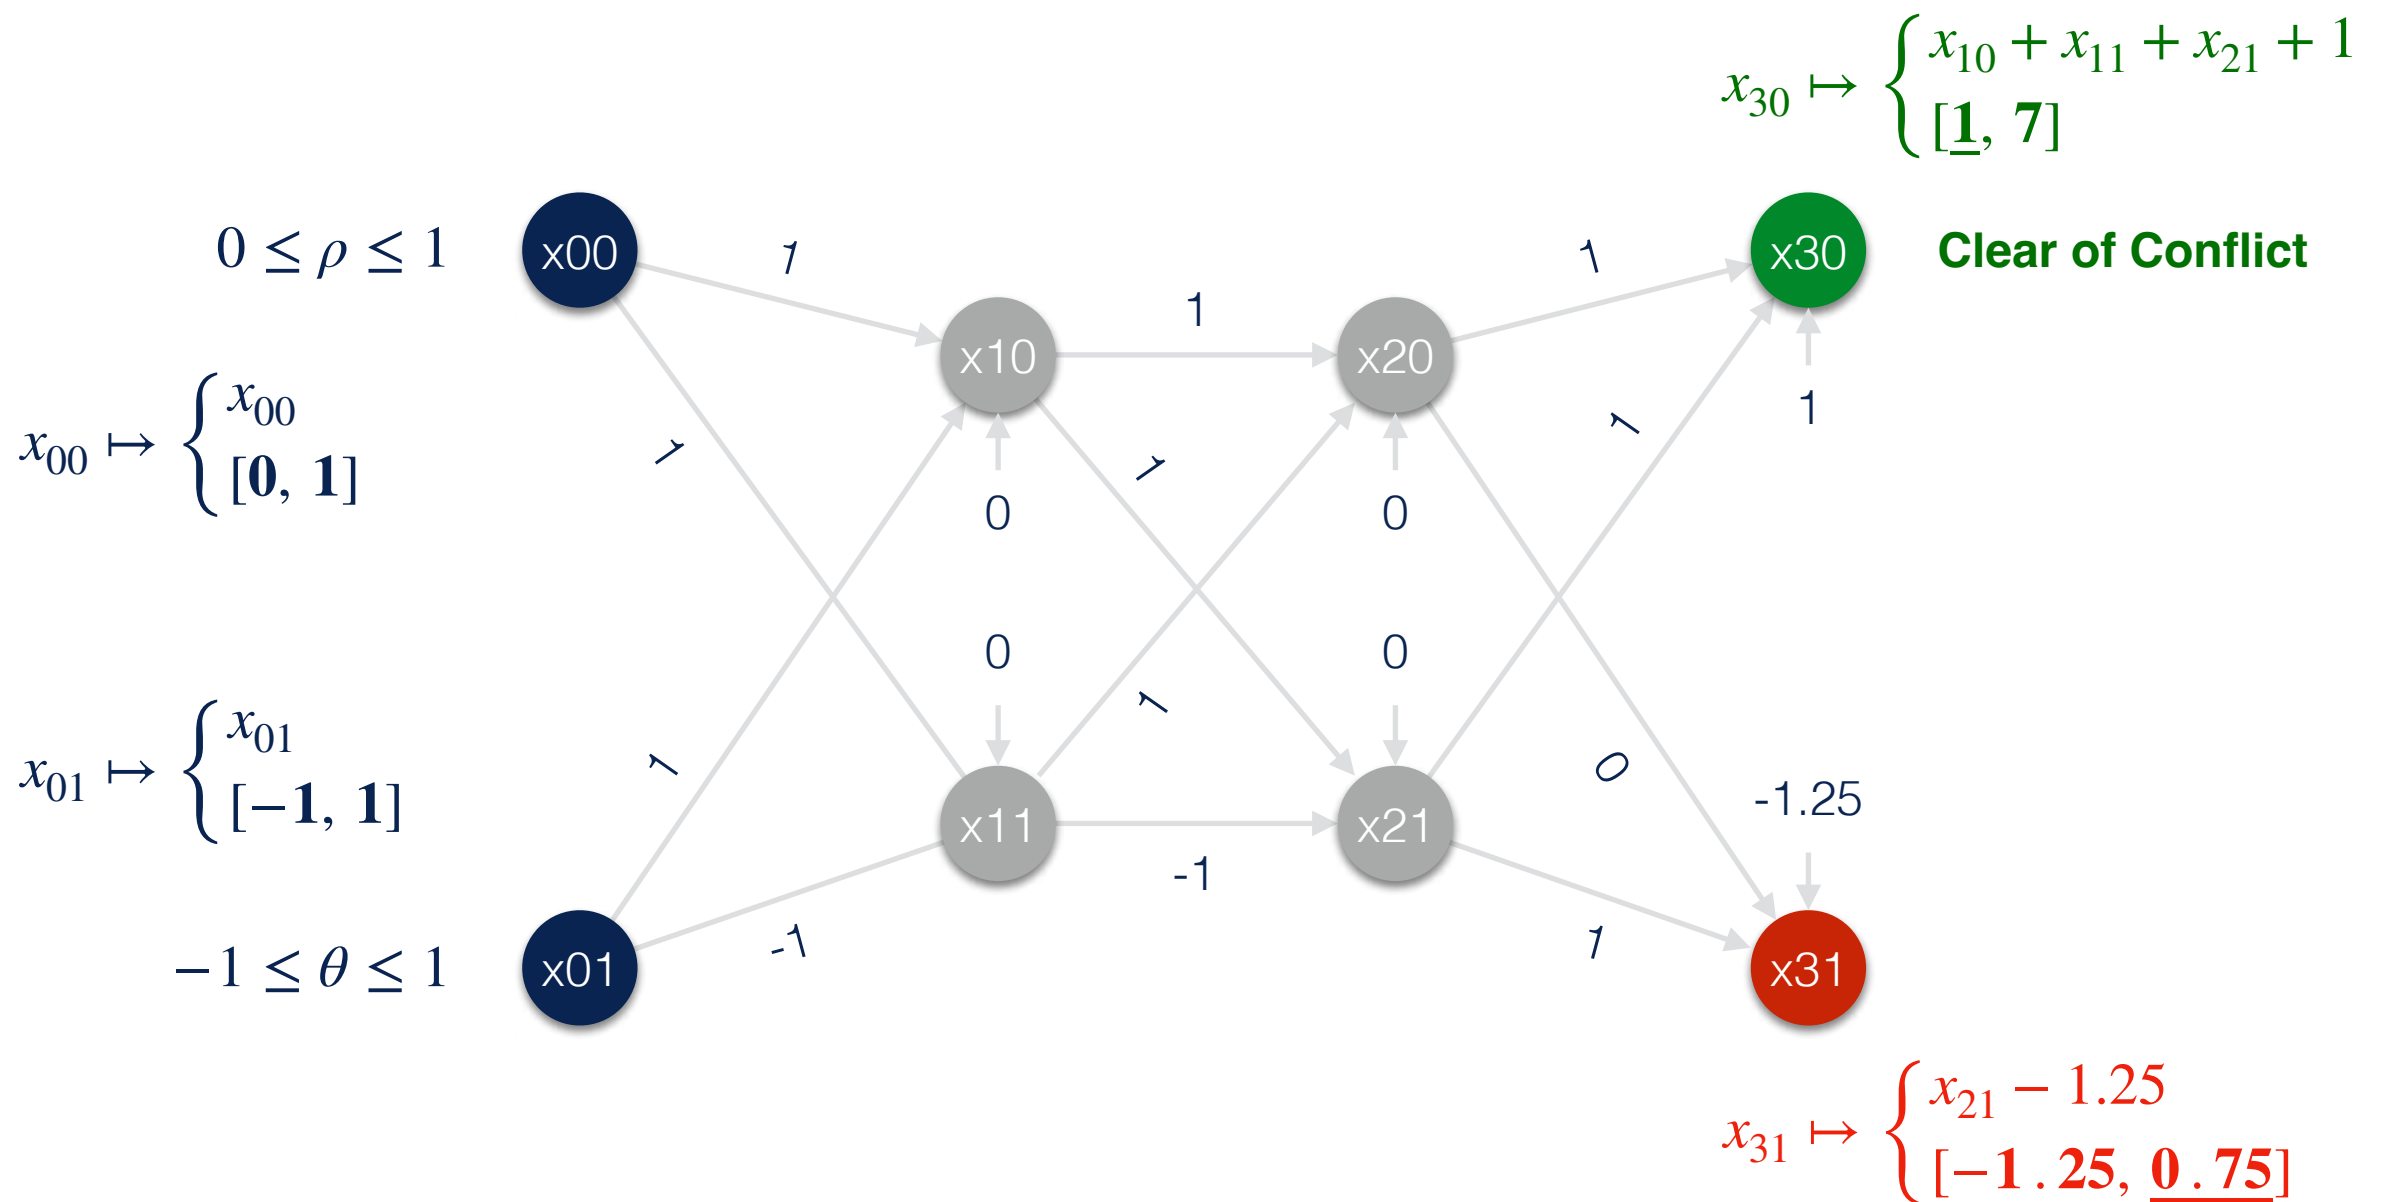 x₃₀ ↦ { x₁₀ + x₁₁ + x₂₁ + 1
[1, 7]
0 ≤ ρ ≤ 1
x00
1
1
x30
Clear of Conflict
1
x10
x20
x₀₀ ↦ { x₀₀
[0, 1]
1
1
1
1
0
0
0
0
1
1
0
x₀₁ ↦ { x₀₁
[−1, 1]
-1.25
x11
x21
-1
-1
1
−1 ≤ θ ≤ 1
x01
x31
x₃₁ ↦ { x₂₁ − 1.25
[−1.25, 0.75]